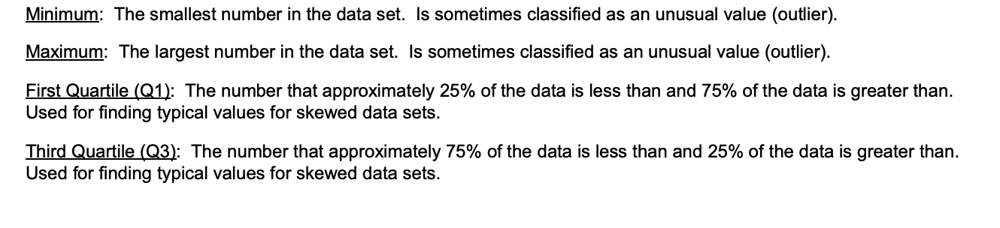 Minimum:  The smallest number in the data set.  Is sometimes classified as an unusual value (outlier).
Maximum:  The largest number in the data set.  Is sometimes classified as an unusual value (outlier).
First Quartile (Q1):  The number that approximately 25% of the data is less than and 75% of the data is greater than.
Used for finding typical values for skewed data sets.
Third Quartile (Q3):  The number that approximately 75% of the data is less than and 25% of the data is greater than.
Used for finding typical values for skewed data sets.